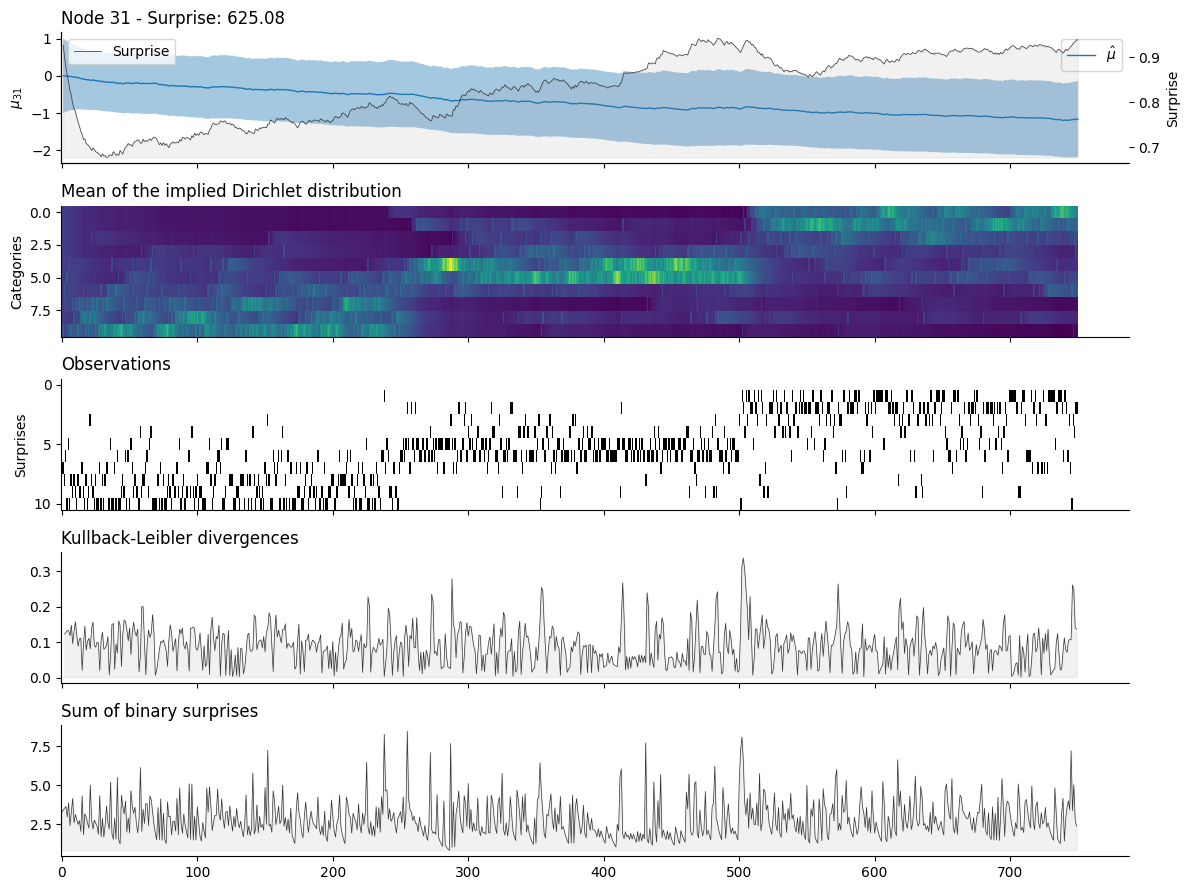 Node 31 - Surprise: 625.08
1
0
−1
−2
μ31
Surprise
μ̂
0.9
0.8
0.7
Surprise
Mean of the implied Dirichlet distribution
0.0
2.5
5.0
7.5
Categories
Observations
0
5
10
Surprises
Kullback-Leibler divergences
0.3
0.2
0.1
0.0
Sum of binary surprises
7.5
5.0
2.5
0 100 200 300 400 500 600 700